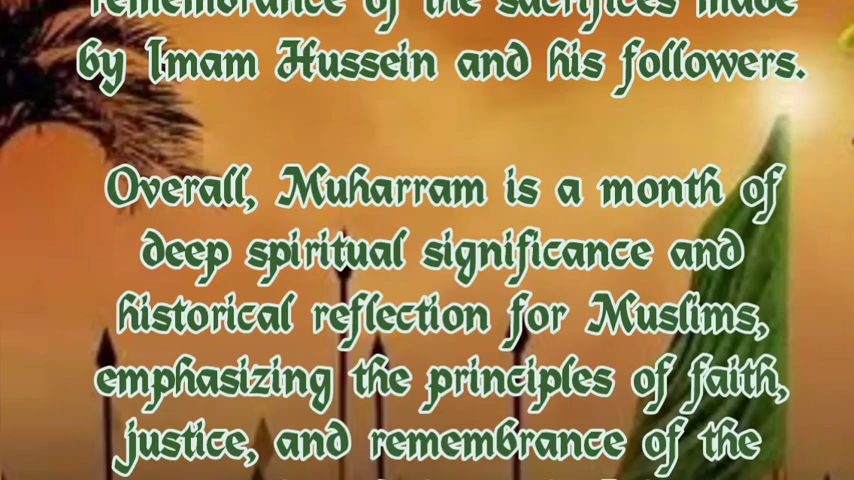 remembrance of the sacrifices made
by Imam Hussein and his followers.
Overall, Muharram is a month of
deep spiritual significance and
historical reflection for Muslims,
emphasizing the principles of faith,
justice, and remembrance of the